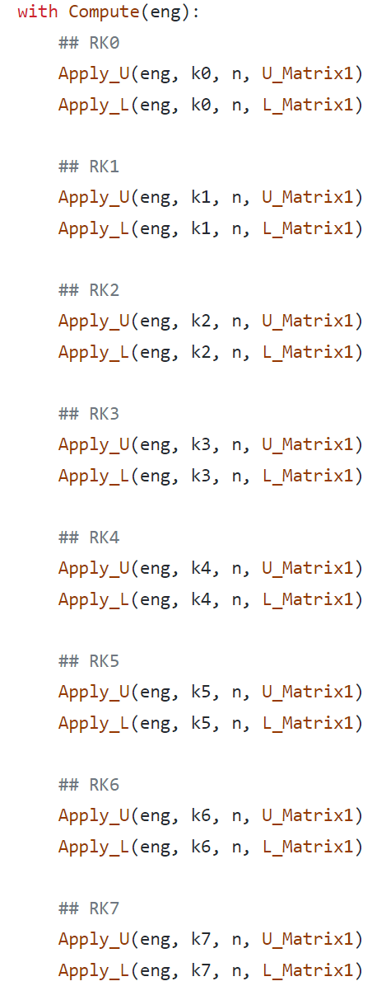 with Compute(eng):
    ## RK0
    Apply_U(eng, k0, n, U_Matrix1)
    Apply_L(eng, k0, n, L_Matrix1)

    ## RK1
    Apply_U(eng, k1, n, U_Matrix1)
    Apply_L(eng, k1, n, L_Matrix1)

    ## RK2
    Apply_U(eng, k2, n, U_Matrix1)
    Apply_L(eng, k2, n, L_Matrix1)

    ## RK3
    Apply_U(eng, k3, n, U_Matrix1)
    Apply_L(eng, k3, n, L_Matrix1)

    ## RK4
    Apply_U(eng, k4, n, U_Matrix1)
    Apply_L(eng, k4, n, L_Matrix1)

    ## RK5
    Apply_U(eng, k5, n, U_Matrix1)
    Apply_L(eng, k5, n, L_Matrix1)

    ## RK6
    Apply_U(eng, k6, n, U_Matrix1)
    Apply_L(eng, k6, n, L_Matrix1)

    ## RK7
    Apply_U(eng, k7, n, U_Matrix1)
    Apply_L(eng, k7, n, L_Matrix1)